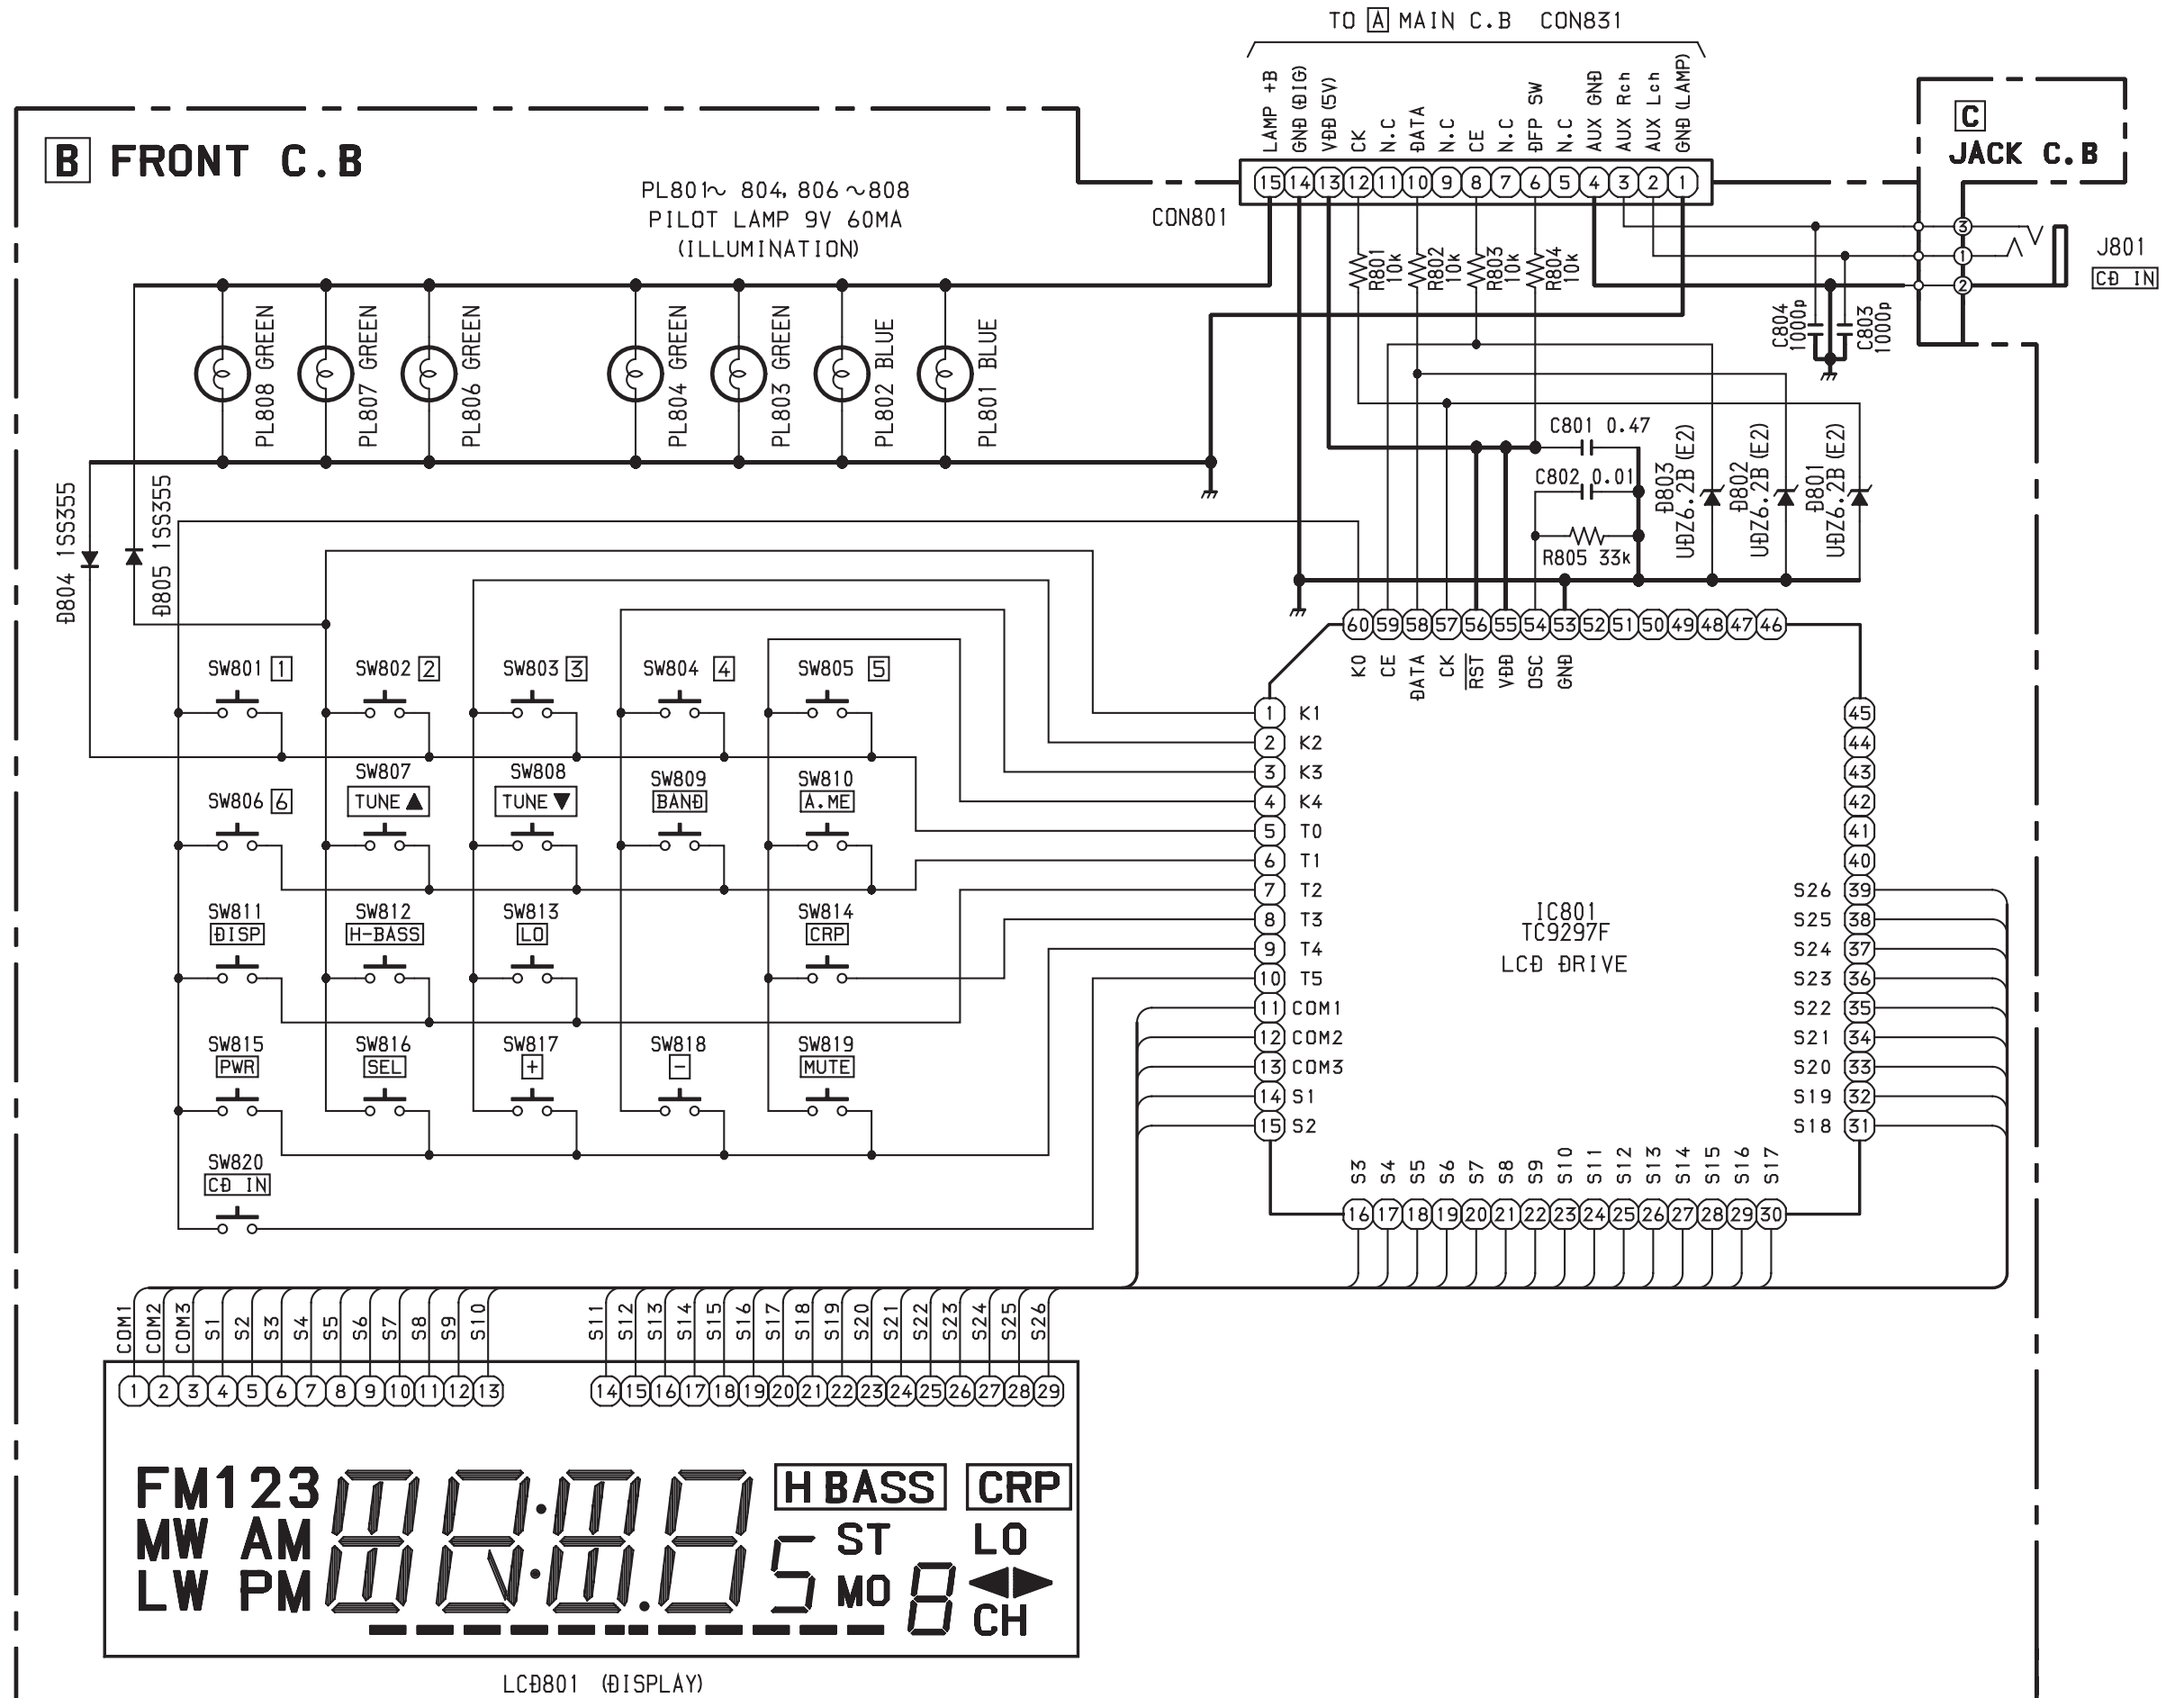 TO A MAIN C.B CON831
LAMP +B
GND (DIG)
VDD (5V)
CK
N.C
DATA
N.C
CE
N.C
DFP SW
N.C
AUX GND
AUX Rch
AUX Lch
GND (LAMP)
15 14 13 12 11 10 9 8 7 6 5 4 3 2 1
CON801
B FRONT C.B
C
JACK C.B
3
1
2
J801
CD IN
PL801~ 804, 806 ~808
PILOT LAMP 9V 60MA
(ILLUMINATION)
PL808 GREEN
PL807 GREEN
PL806 GREEN
PL804 GREEN
PL803 GREEN
PL802 BLUE
PL801 BLUE
R801
10k
R802
10k
R803
10k
R804
10k
C804
1000p
C803
1000p
C801 0.47
C802 0.01
R805 33k
D803
UDZ6.2B (E2)
D802
UDZ6.2B (E2)
D801
UDZ6.2B (E2)
D804 1SS355
D805 1SS355
SW801 1
SW802 2
SW803 3
SW804 4
SW805 5
SW806 6
SW807
TUNE ▲
SW808
TUNE ▼
SW809
BAND
SW810
A.ME
SW811
DISP
SW812
H-BASS
SW813
LO
SW814
CRP
SW815
PWR
SW816
SEL
SW817
+
SW818
-
SW819
MUTE
SW820
CD IN
60 59 58 57 56 55 54 53 52 51 50 49 48 47 46
K0
CE
DATA
CK
RST
VDD
OSC
GND
1 K1
2 K2
3 K3
4 K4
5 T0
6 T1
7 T2
8 T3
9 T4
10 T5
11 COM1
12 COM2
13 COM3
14 S1
15 S2
IC801
TC9297F
LCD DRIVE
45
44
43
42
41
40
S26 39
S25 38
S24 37
S23 36
S22 35
S21 34
S20 33
S19 32
S18 31
S3 S4 S5 S6 S7 S8 S9 S10 S11 S12 S13 S14 S15 S16 S17
16 17 18 19 20 21 22 23 24 25 26 27 28 29 30
COM1 COM2 COM3 S1 S2 S3 S4 S5 S6 S7 S8 S9 S10 S11 S12 S13 S14 S15 S16 S17 S18 S19 S20 S21 S22 S23 S24 S25 S26
1 2 3 4 5 6 7 8 9 10 11 12 13 14 15 16 17 18 19 20 21 22 23 24 25 26 27 28 29
FM123
MW AM
LW PM
H BASS
CRP
5
ST
MO
8
LO
◀▶
CH
LCD801 (DISPLAY)